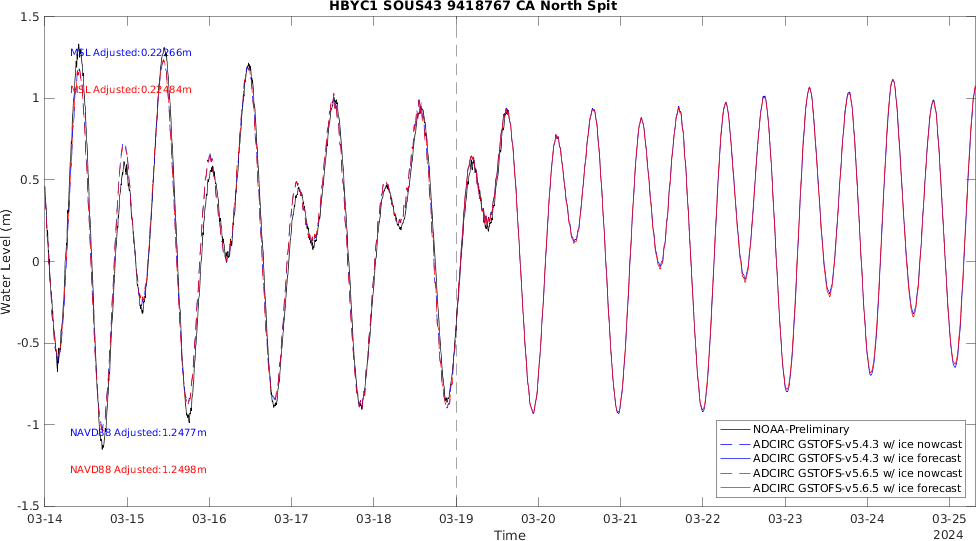 HBYC1 SOUS43 9418767 CA North Spit
1.5
MSL Adjusted:0.22266m
MSL Adjusted:0.22484m
1
0.5
0
-0.5
-1
-1.5
Water Level (m)
NAVD88 Adjusted:1.2477m
NAVD88 Adjusted:1.2498m
NOAA-Preliminary
ADCIRC GSTOFS-v5.4.3 w/ ice nowcast
ADCIRC GSTOFS-v5.4.3 w/ ice forecast
ADCIRC GSTOFS-v5.6.5 w/ ice nowcast
ADCIRC GSTOFS-v5.6.5 w/ ice forecast
03-14 03-15 03-16 03-17 03-18 03-19 03-20 03-21 03-22 03-23 03-24 03-25
2024
Time